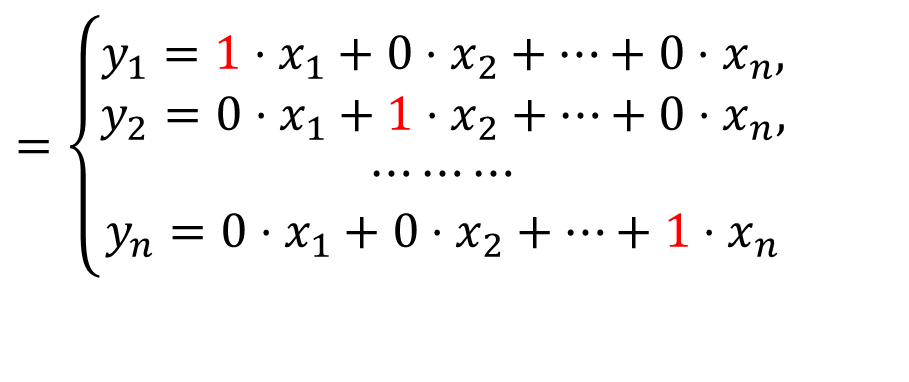 y₁ = 1 · x₁ + 0 · x₂ + ⋯ + 0 · xₙ,
y₂ = 0 · x₁ + 1 · x₂ + ⋯ + 0 · xₙ,
= {
⋯ ⋯ ⋯
yₙ = 0 · x₁ + 0 · x₂ + ⋯ + 1 · xₙ